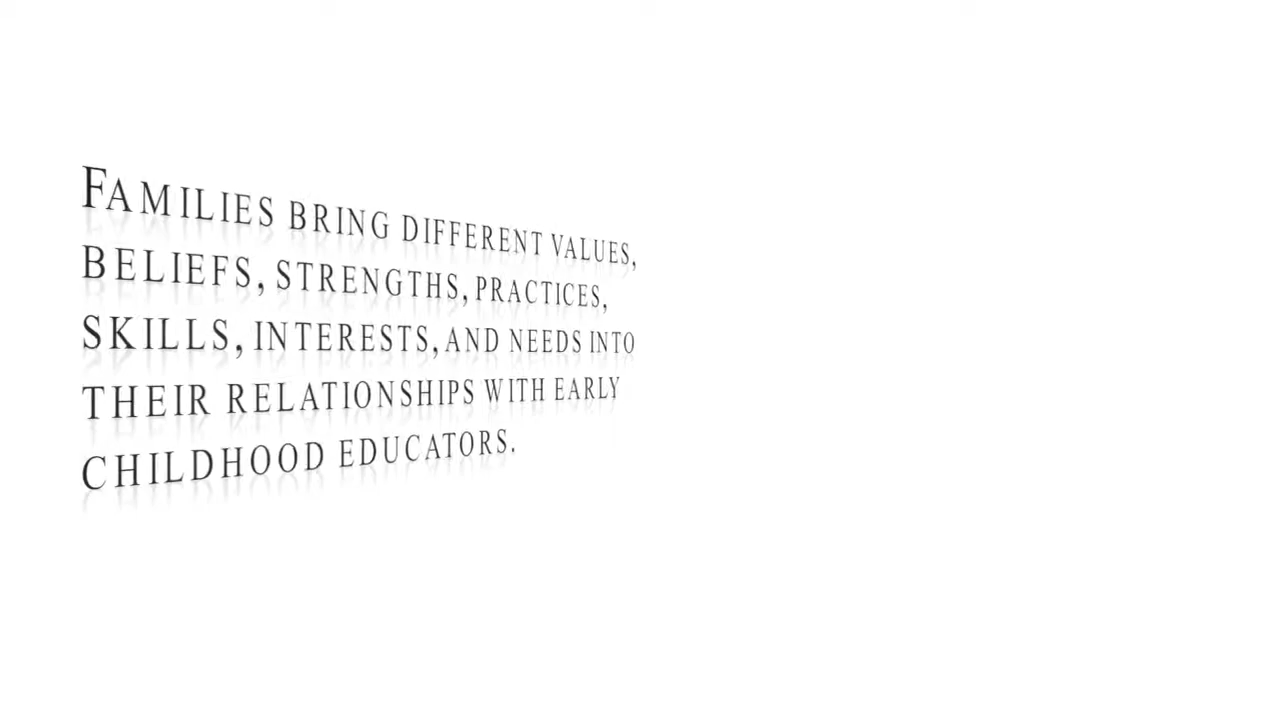 FAMILIES BRING DIFFERENT VALUES,
BELIEFS, STRENGTHS, PRACTICES,
SKILLS, INTERESTS, AND NEEDS INTO
THEIR RELATIONSHIPS WITH EARLY
CHILDHOOD EDUCATORS.